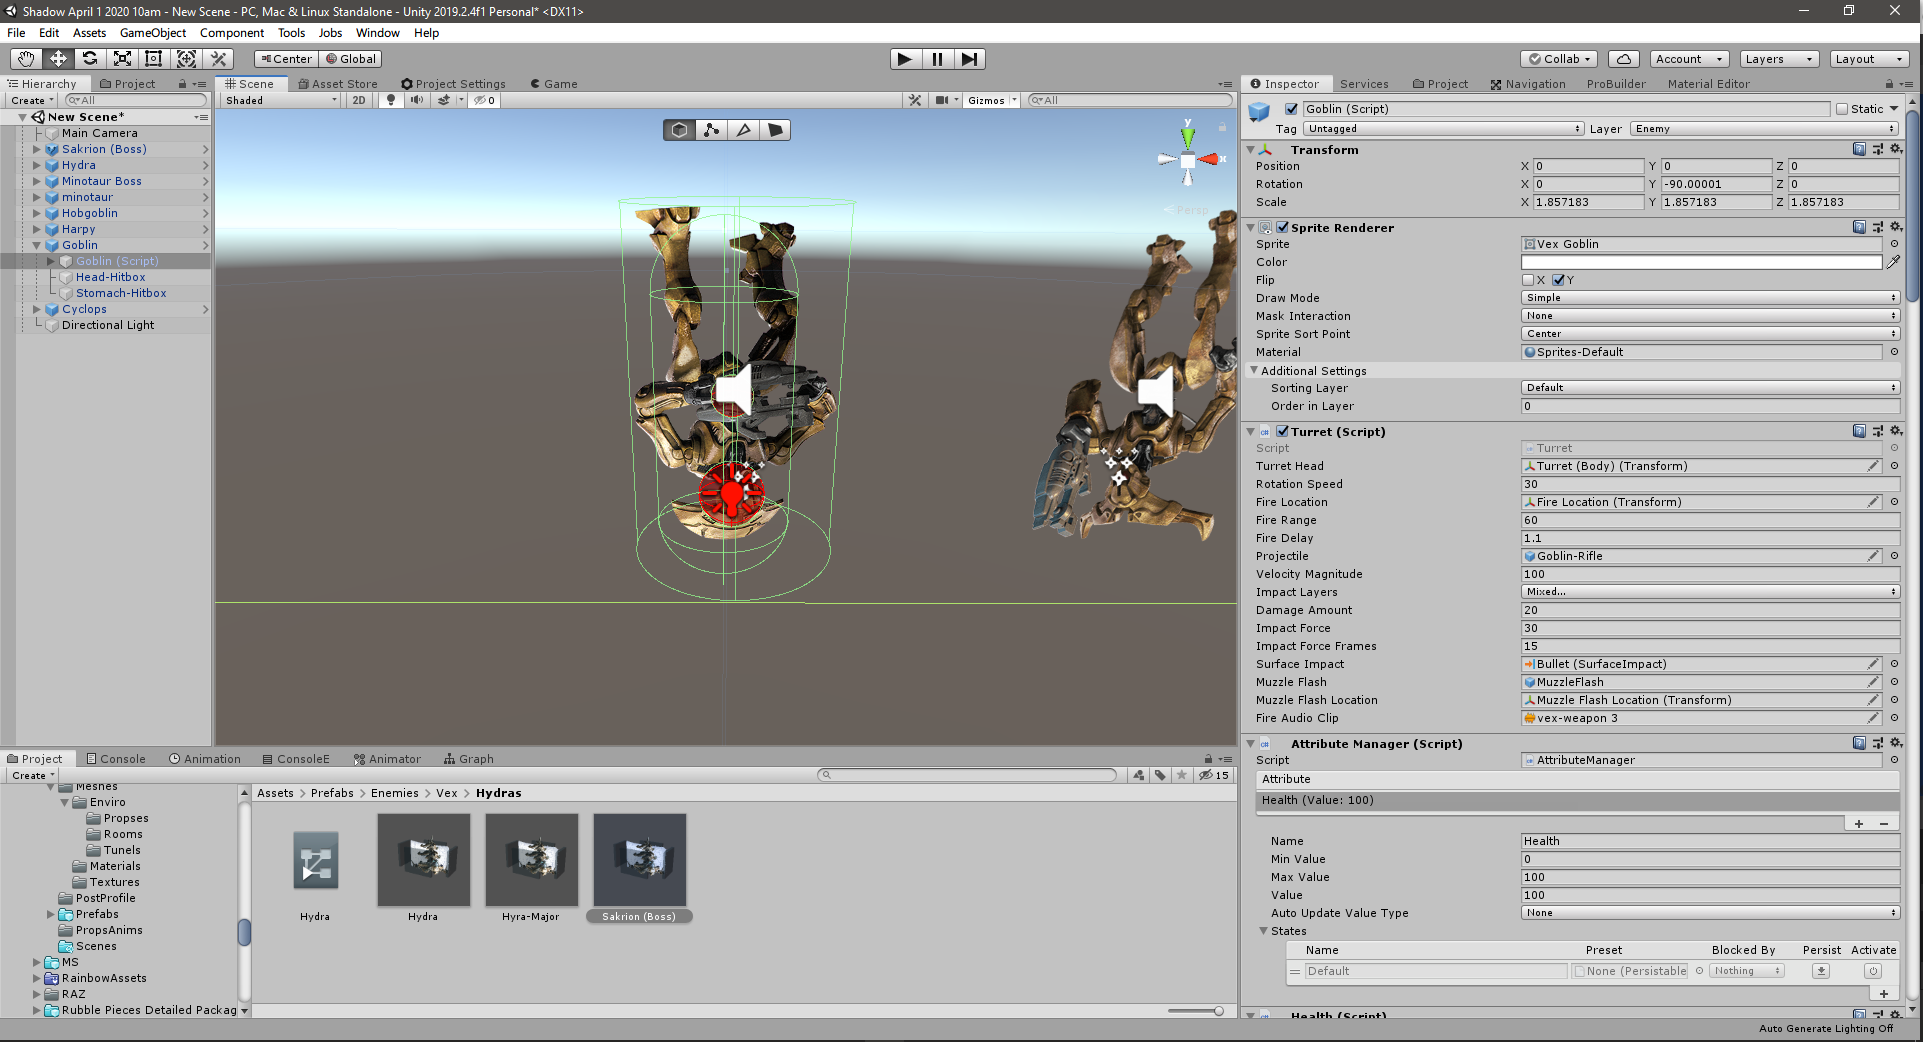 Shadow April 1 2020 10am - New Scene - PC, Mac & Linux Standalone - Unity 2019.2.4f1 Personal* <DX11>
File Edit Assets GameObject Component Tools Jobs Window Help
Center Global Collab Account Layers Layout
Hierarchy Project
Create All
New Scene*
Main Camera
Sakrion (Boss)
Hydra
Minotaur Boss
minotaur
Hobgoblin
Harpy
Goblin
Goblin (Script)
Head-Hitbox
Stomach-Hitbox
Cyclops
Directional Light
Scene Asset Store Project Settings Game
Shaded 2D 0 Gizmos All
y
x
Persp
Inspector Services Project Navigation ProBuilder Material Editor
Goblin (Script) Static
Tag Untagged Layer Enemy
Transform
Position X 0 Y 0 Z 0
Rotation X 0 Y -90.00001 Z 0
Scale X 1.857183 Y 1.857183 Z 1.857183
Sprite Renderer
Sprite Vex Goblin
Color
Flip X Y
Draw Mode Simple
Mask Interaction None
Sprite Sort Point Center
Material Sprites-Default
Additional Settings
Sorting Layer Default
Order in Layer 0
Turret (Script)
Script Turret
Turret Head Turret (Body) (Transform)
Rotation Speed 30
Fire Location Fire Location (Transform)
Fire Range 60
Fire Delay 1.1
Projectile Goblin-Rifle
Velocity Magnitude 100
Impact Layers Mixed...
Damage Amount 20
Impact Force 30
Impact Force Frames 15
Surface Impact Bullet (SurfaceImpact)
Muzzle Flash MuzzleFlash
Muzzle Flash Location Muzzle Flash Location (Transform)
Fire Audio Clip vex-weapon 3
Attribute Manager (Script)
Script AttributeManager
Attribute
Health (Value: 100)
+ −
Name Health
Min Value 0
Max Value 100
Value 100
Auto Update Value Type None
States
Name Preset Blocked By Persist Activate
Default None (Persistable Nothing
+
Health (Script)
Project Console Animation ConsoleE Animator Graph
Create 15
Meshes
Enviro
Propses
Rooms
Tunels
Materials
Textures
PostProfile
Prefabs
PropsAnims
Scenes
MS
RainbowAssets
RAZ
Rubble Pieces Detailed Packag
Assets > Prefabs > Enemies > Vex > Hydras
Hydra Hydra Hyra-Major Sakrion (Boss)
Auto Generate Lighting Off